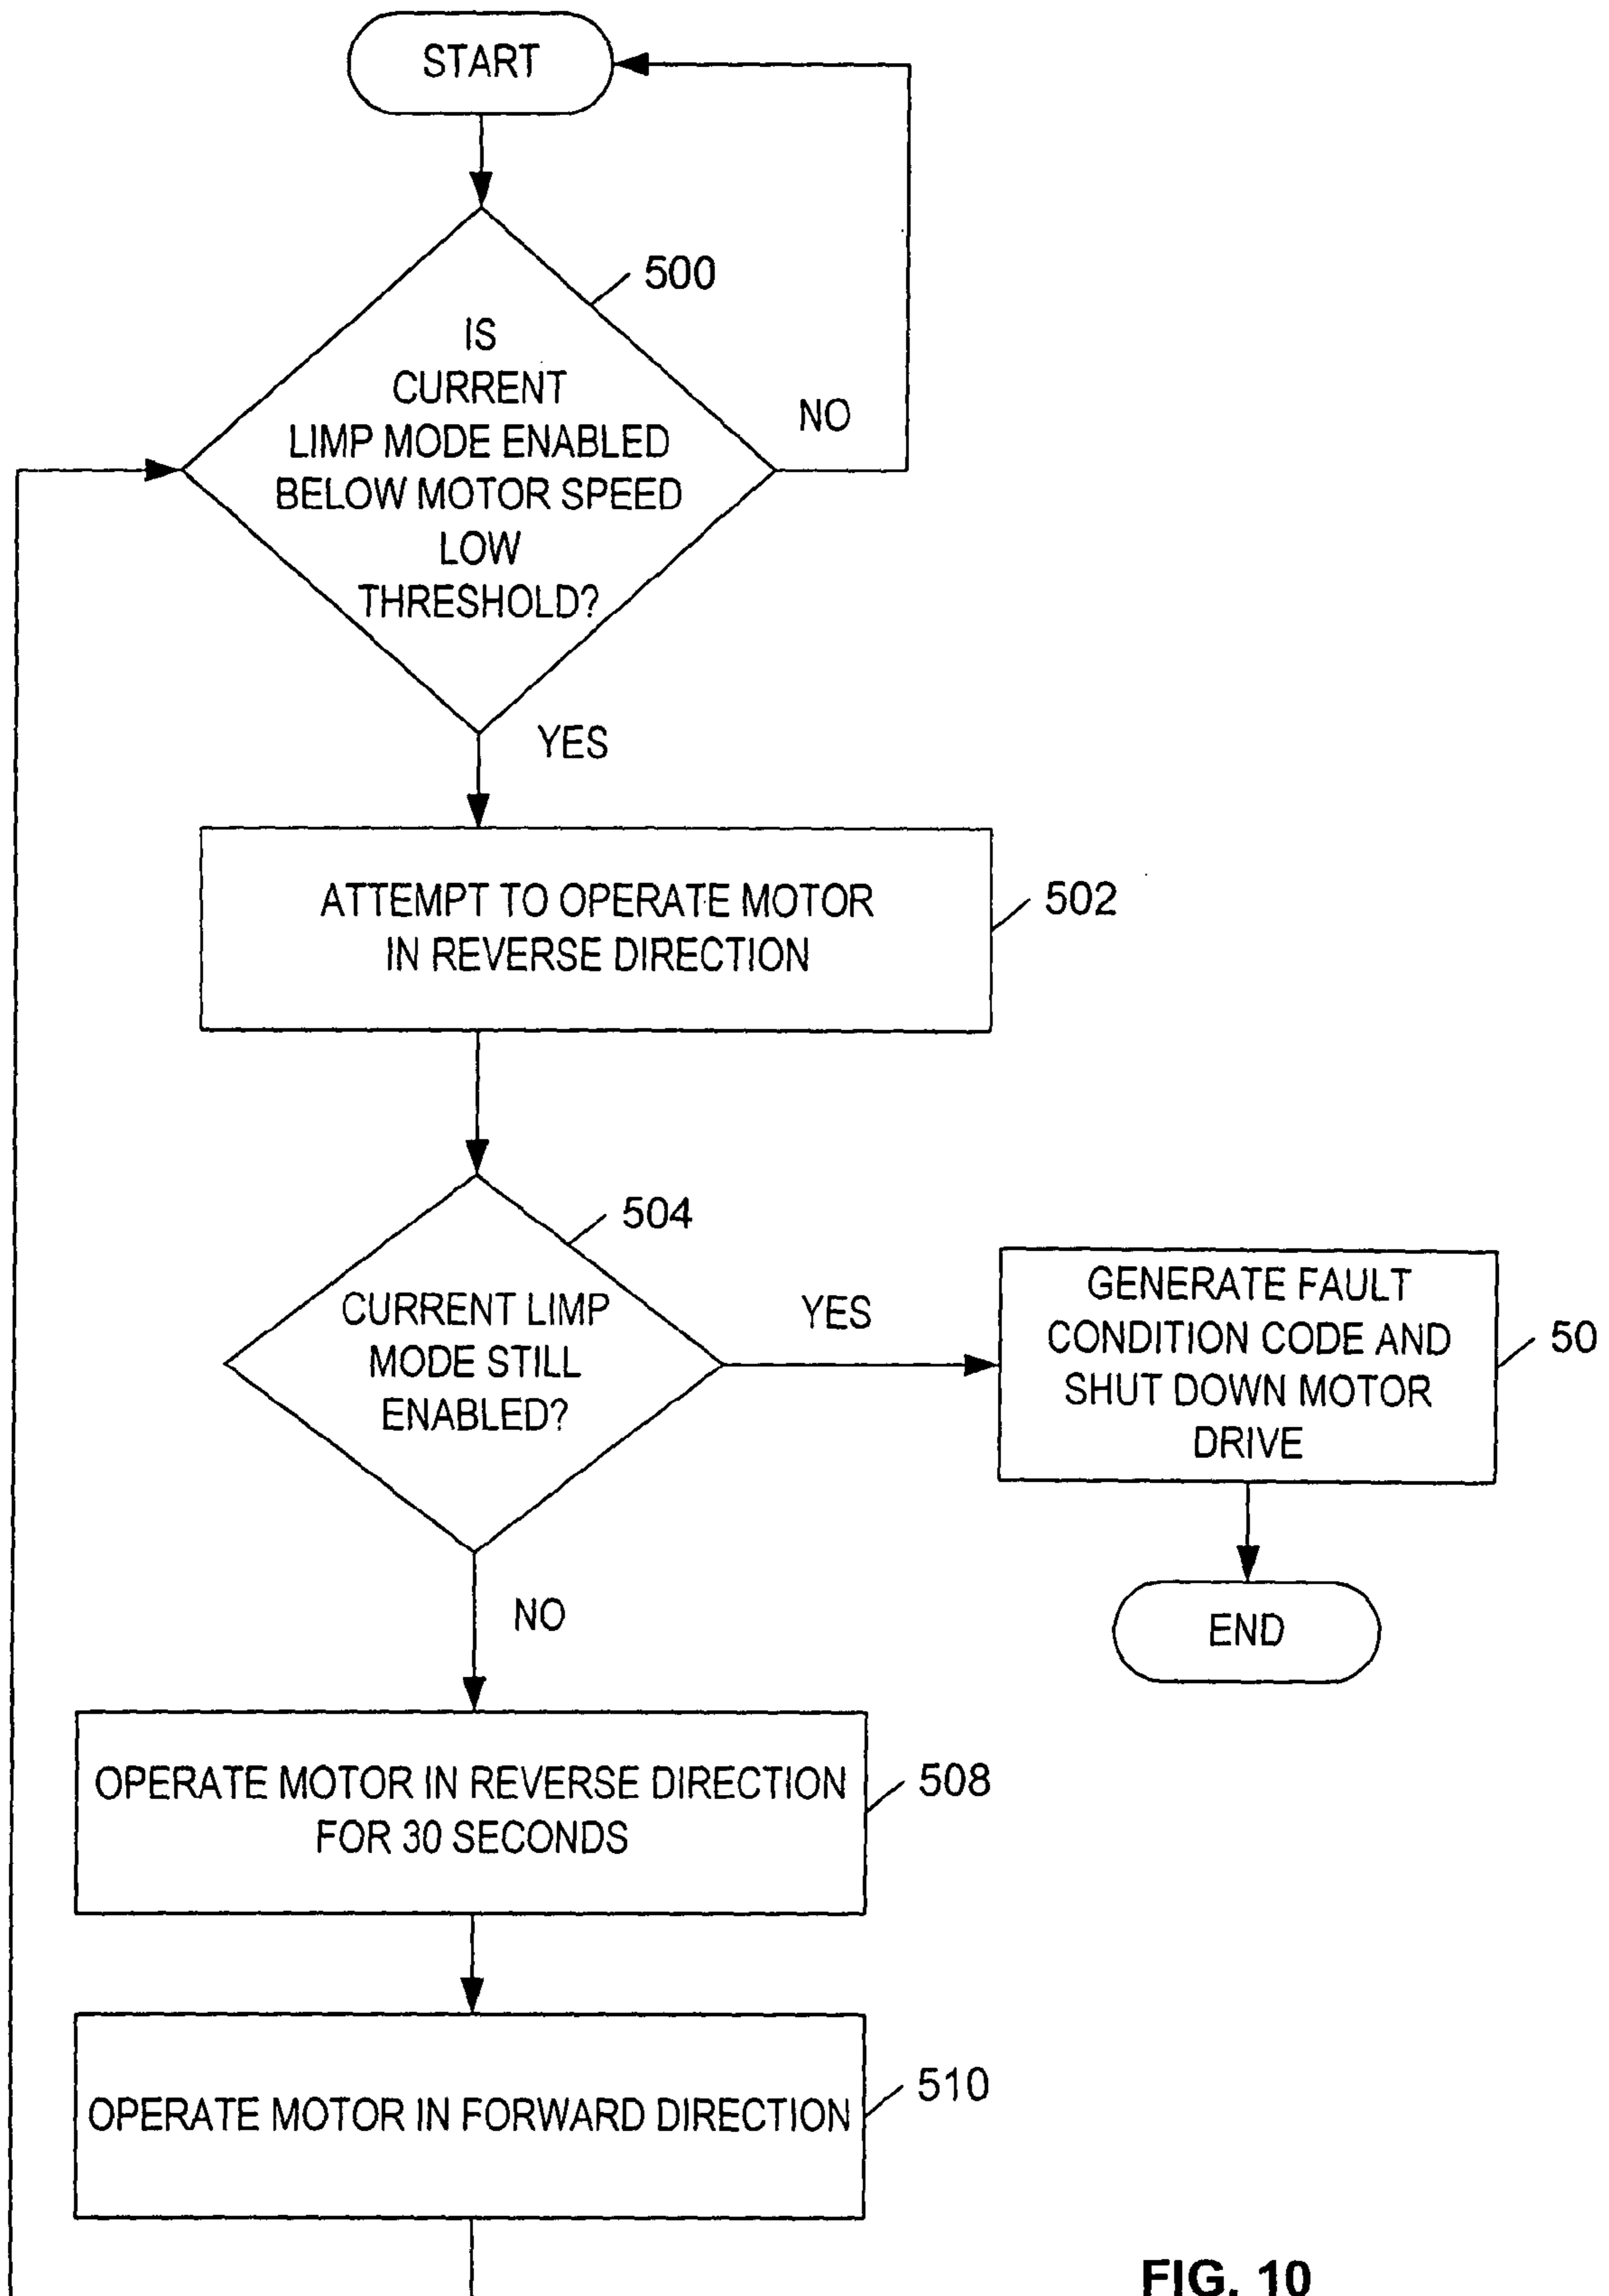 START
500
IS
CURRENT
LIMP MODE ENABLED
BELOW MOTOR SPEED
LOW
THRESHOLD?
NO
YES
ATTEMPT TO OPERATE MOTOR
IN REVERSE DIRECTION
502
504
CURRENT LIMP
MODE STILL
ENABLED?
YES
GENERATE FAULT
CONDITION CODE AND
SHUT DOWN MOTOR
DRIVE
50
END
NO
OPERATE MOTOR IN REVERSE DIRECTION
FOR 30 SECONDS
508
OPERATE MOTOR IN FORWARD DIRECTION
510
FIG. 10